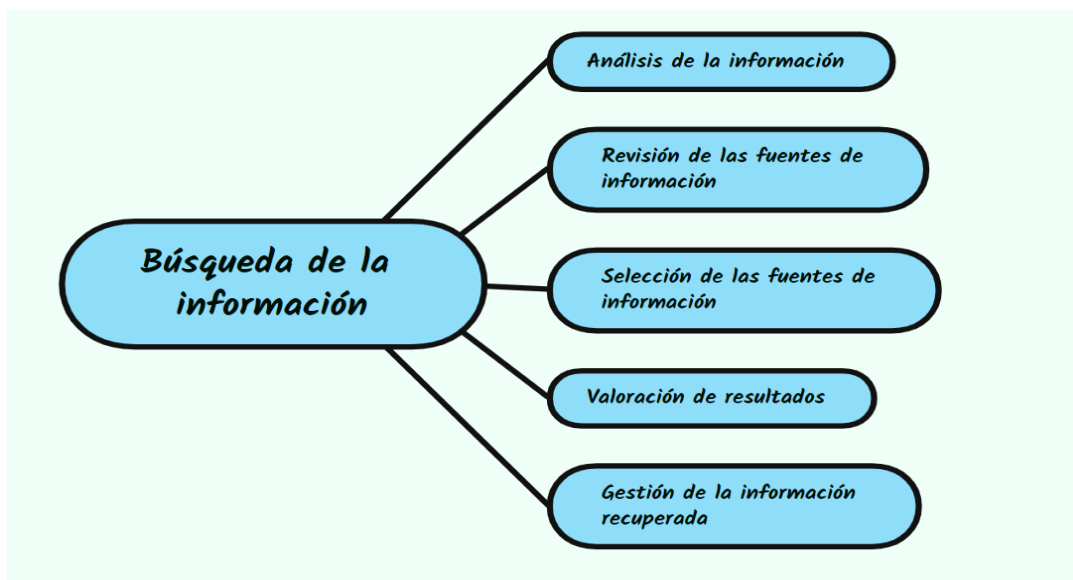 Análisis de la información
Revisión de las fuentes de
información
Búsqueda de la
información
Selección de las fuentes de
información
Valoración de resultados
Gestión de la información
recuperada